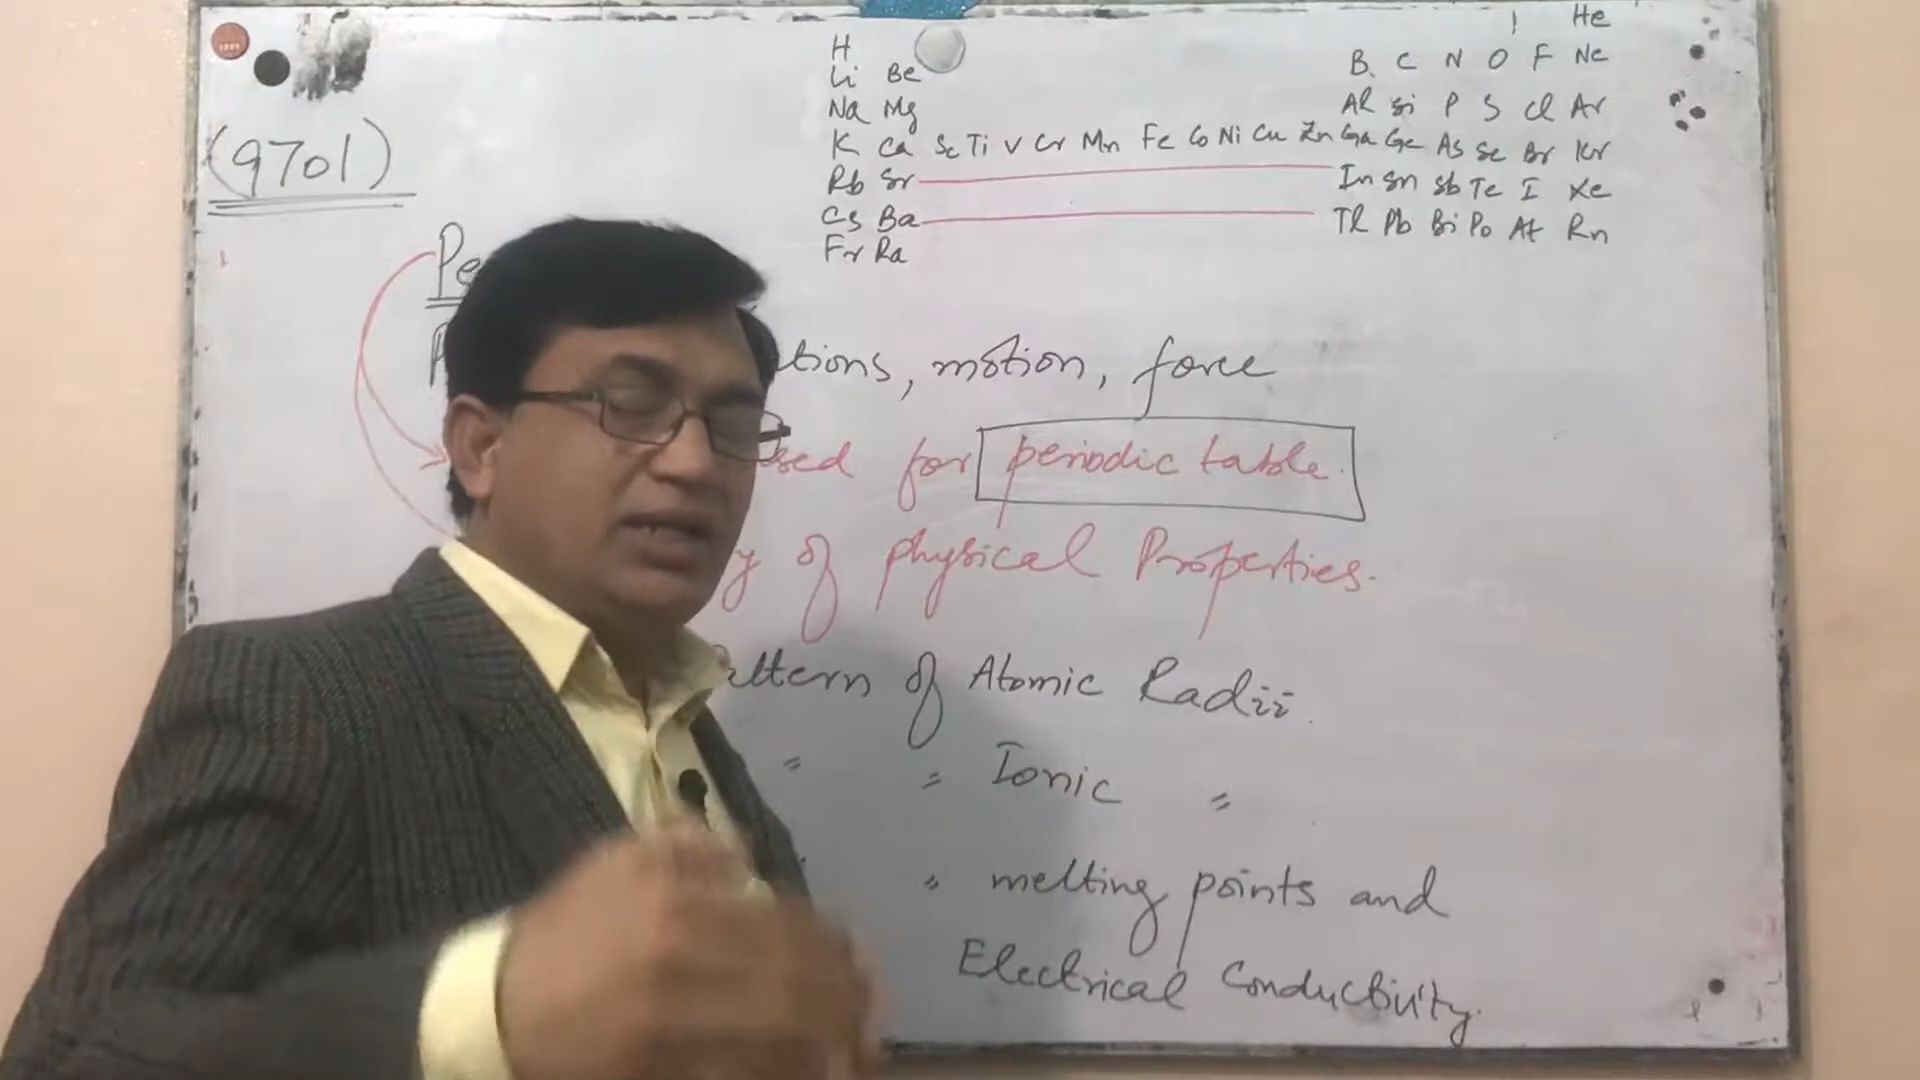 He
H
Li Be B C N O F Ne
Na Mg Al Si P S Cl Ar
K Ca Sc Ti V Cr Mn Fe Co Ni Cu Zn Ga Ge As Se Br Kr
Rb Sr In Sn Sb Te I Xe
Cs Ba Tl Pb Bi Po At Rn
Fr Ra
(9701)
Pe
tions, motion, force
sed for periodic table.
y of physical Properties.
attern of Atomic Radii.
" " Ionic "
" melting points and
Electrical Conductivity.